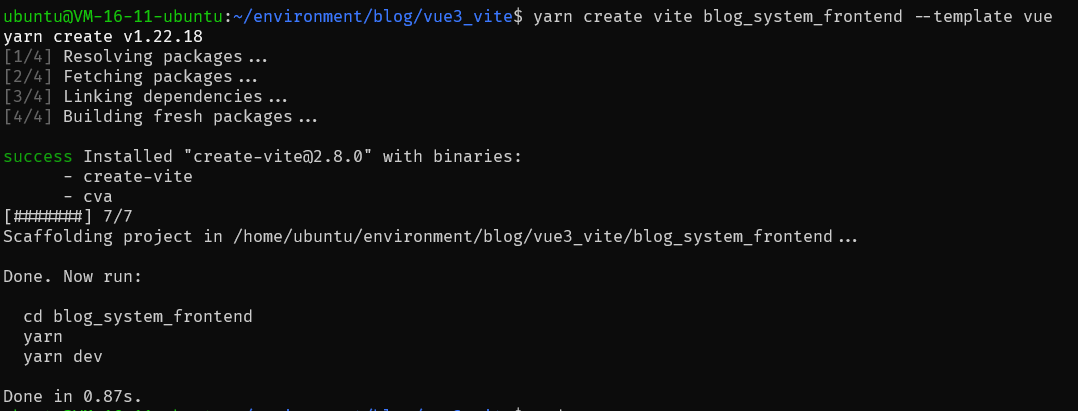 ubuntu@VM-16-11-ubuntu:~/environment/blog/vue3_vite$ yarn create vite blog_system_frontend --template vue
yarn create v1.22.18
[1/4] Resolving packages...
[2/4] Fetching packages...
[3/4] Linking dependencies...
[4/4] Building fresh packages...
success Installed "create-vite@2.8.0" with binaries:
- create-vite
- cva
[#######] 7/7
Scaffolding project in /home/ubuntu/environment/blog/vue3_vite/blog_system_frontend...
Done. Now run:
cd blog_system_frontend
yarn
yarn dev
Done in 0.87s.